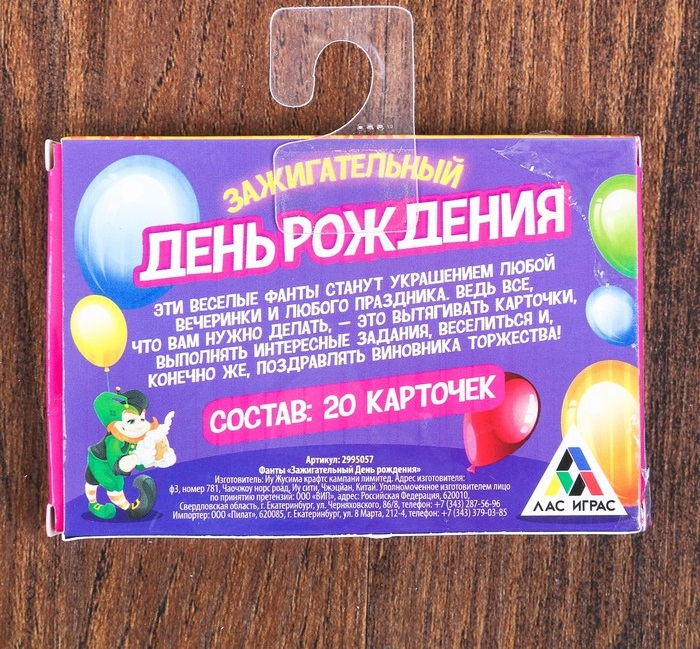 ЗАЖИГАТЕЛЬНЫЙ
ДЕНЬ РОЖДЕНИЯ
ЭТИ ВЕСЕЛЫЕ ФАНТЫ СТАНУТ УКРАШЕНИЕМ ЛЮБОЙ
ВЕЧЕРИНКИ И ЛЮБОГО ПРАЗДНИКА. ВЕДЬ ВСЕ,
ЧТО ВАМ НУЖНО ДЕЛАТЬ, – ЭТО ВЫТЯГИВАТЬ КАРТОЧКИ,
ВЫПОЛНЯТЬ ИНТЕРЕСНЫЕ ЗАДАНИЯ, ВЕСЕЛИТЬСЯ И,
КОНЕЧНО ЖЕ, ПОЗДРАВЛЯТЬ ВИНОВНИКА ТОРЖЕСТВА!
СОСТАВ: 20 КАРТОЧЕК
Артикул: 2995057
Фанты «Зажигательный День рождения»
Изготовитель: Иу Жусима крафтс кампани лимитед. Адрес изготовителя:
ф3, номер 781, Чаочжоу норс роад, Иу сити, Чжэцзян, Китай. Уполномоченное изготовителем лицо
по принятию претензий: ООО «ВИП», адрес: Российская Федерация, 620010,
Свердловская область, г. Екатеринбург, ул. Черняховского, 86/8, телефон: +7 (343) 287-56-96
Импортер: ООО «Пилат», 620085, г. Екатеринбург, ул. 8 Марта, 212-4, телефон: +7 (343) 379-03-85
ЛАС ИГРАС